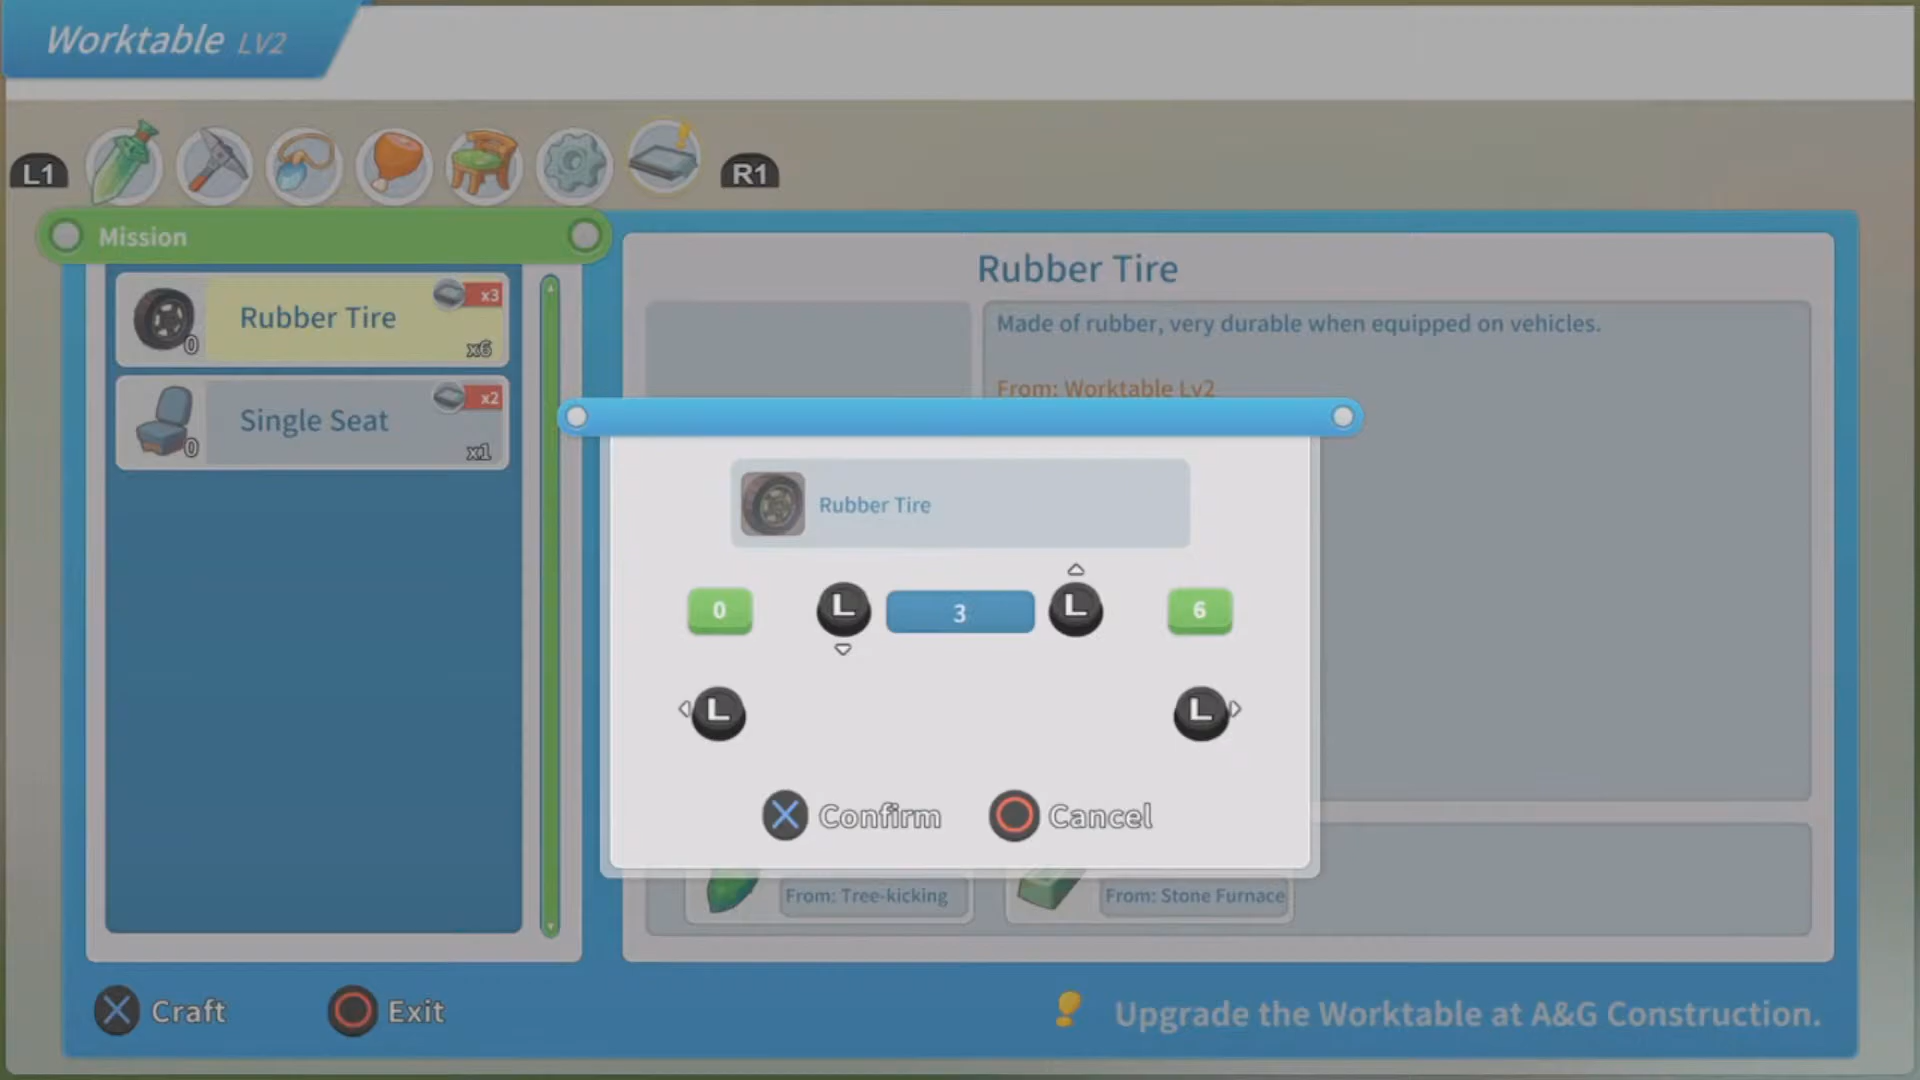 Worktable LV2
L1
R1
Mission
Rubber Tire
x3
0
x6
Single Seat
x2
0
x1
Rubber Tire
Made of rubber, very durable when equipped on vehicles.
From: Worktable Lv2
Rubber Tire
0
L
3
L
6
L
L
Confirm
Cancel
From: Tree-kicking
From: Stone Furnace
Craft
Exit
Upgrade the Worktable at A&G Construction.